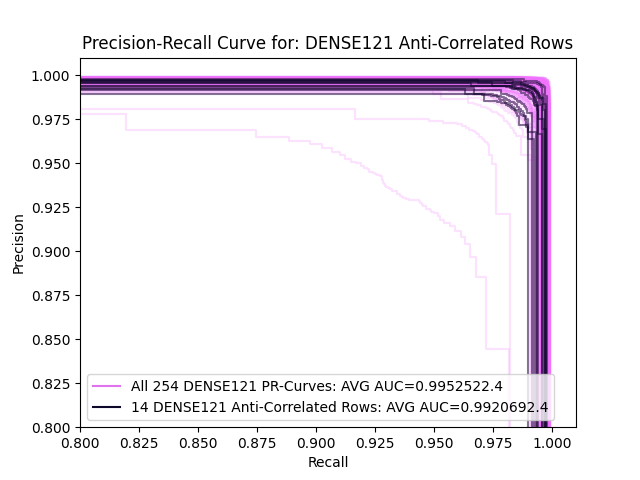 Precision-Recall Curve for: DENSE121 Anti-Correlated Rows
1.000
0.975
0.950
0.925
0.900
0.875
0.850
0.825
0.800
Precision
All 254 DENSE121 PR-Curves: AVG AUC=0.9952522.4
14 DENSE121 Anti-Correlated Rows: AVG AUC=0.9920692.4
0.800 0.825 0.850 0.875 0.900 0.925 0.950 0.975 1.000
Recall